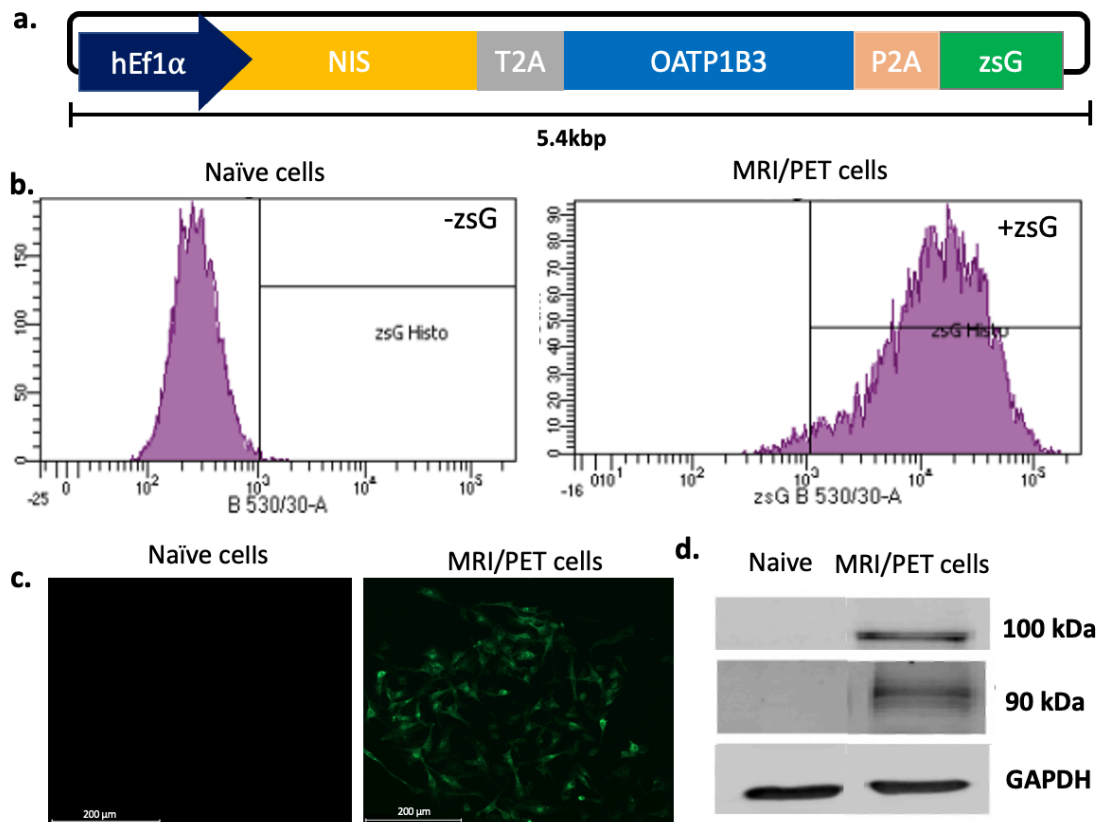 a.
hEf1α NIS T2A OATP1B3 P2A zsG
5.4kbp
b.
Naïve cells
-zsG
zsG Histo
150
100
50
0
-25 0 10² 10³ 10⁴ 10⁵
B 530/30-A
MRI/PET cells
+zsG
zsG Histo
90
80
70
60
50
40
30
20
10
0
-16 0 10¹ 10² 10³ 10⁴ 10⁵
zsG B 530/30-A
c.
Naïve cells
200 µm
MRI/PET cells
200 µm
d.
Naive MRI/PET cells
100 kDa
90 kDa
GAPDH